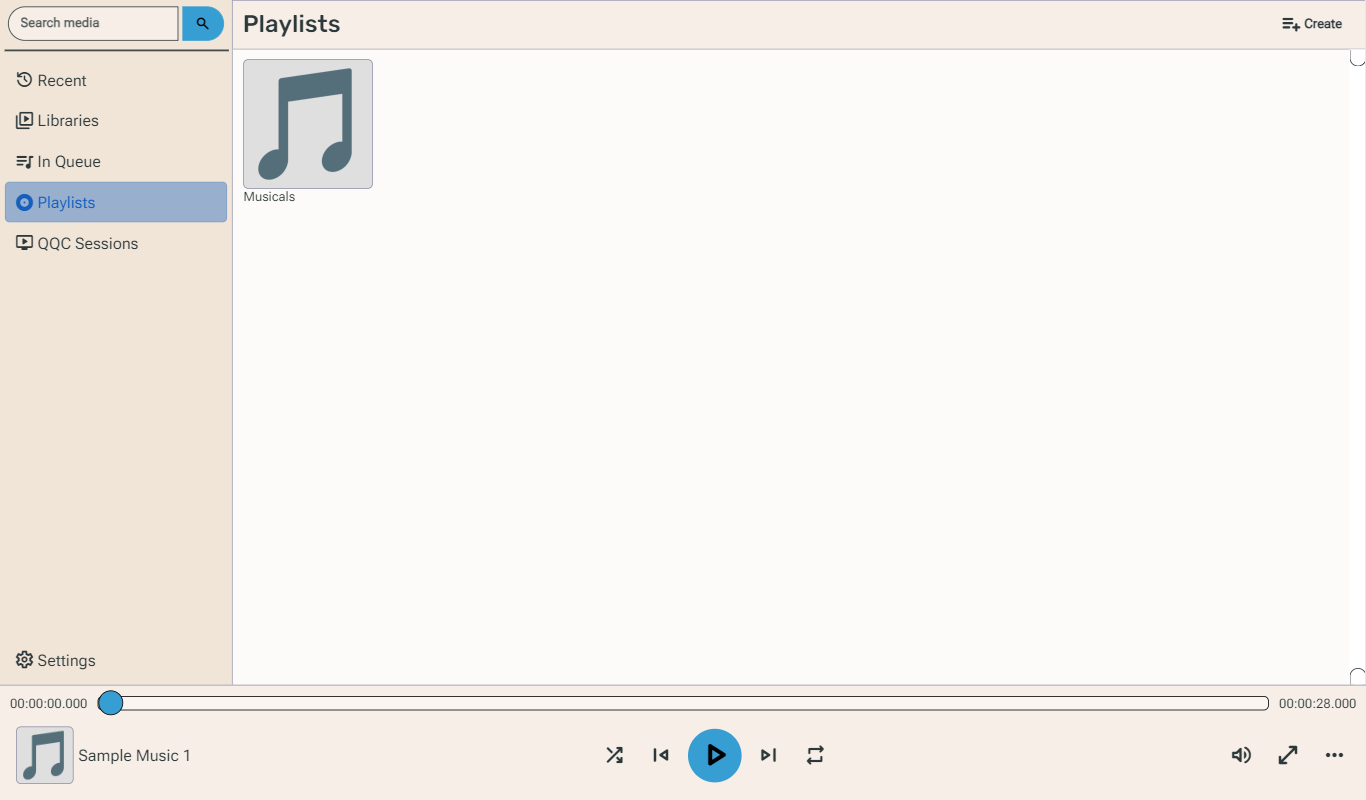 Search media
Recent
Libraries
In Queue
Playlists
QQC Sessions
Settings
Playlists
Create
Musicals
00:00:00.000
00:00:28.000
Sample Music 1